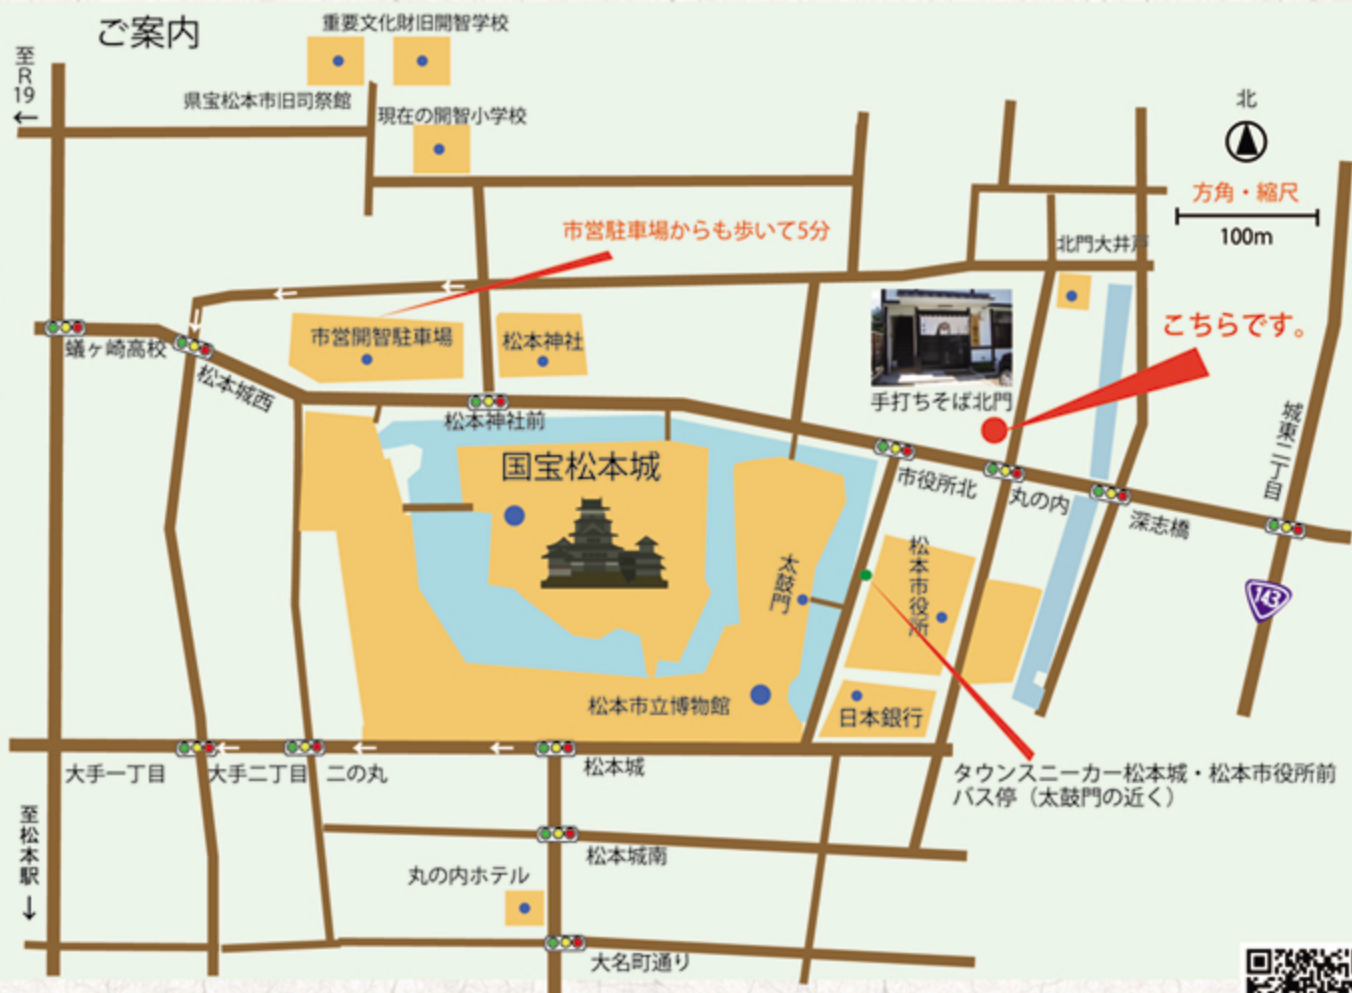 ご案内
重要文化財旧開智学校
至R19
←
県宝松本市旧司祭館
現在の開智小学校
北
方角・縮尺
100m
市営駐車場からも歩いて5分
北門大井戸
市営開智駐車場
松本神社
こちらです。
蟻ヶ崎高校
松本城西
手打ちそば北門
松本神社前
城東二丁目
国宝松本城
市役所北
丸の内
深志橋
松本市役所
太鼓門
143
松本市立博物館
日本銀行
大手一丁目
大手二丁目
二の丸
松本城
タウンスニーカー松本城・松本市役所前
バス停（太鼓門の近く）
至松本駅
↓
松本城南
丸の内ホテル
大名町通り